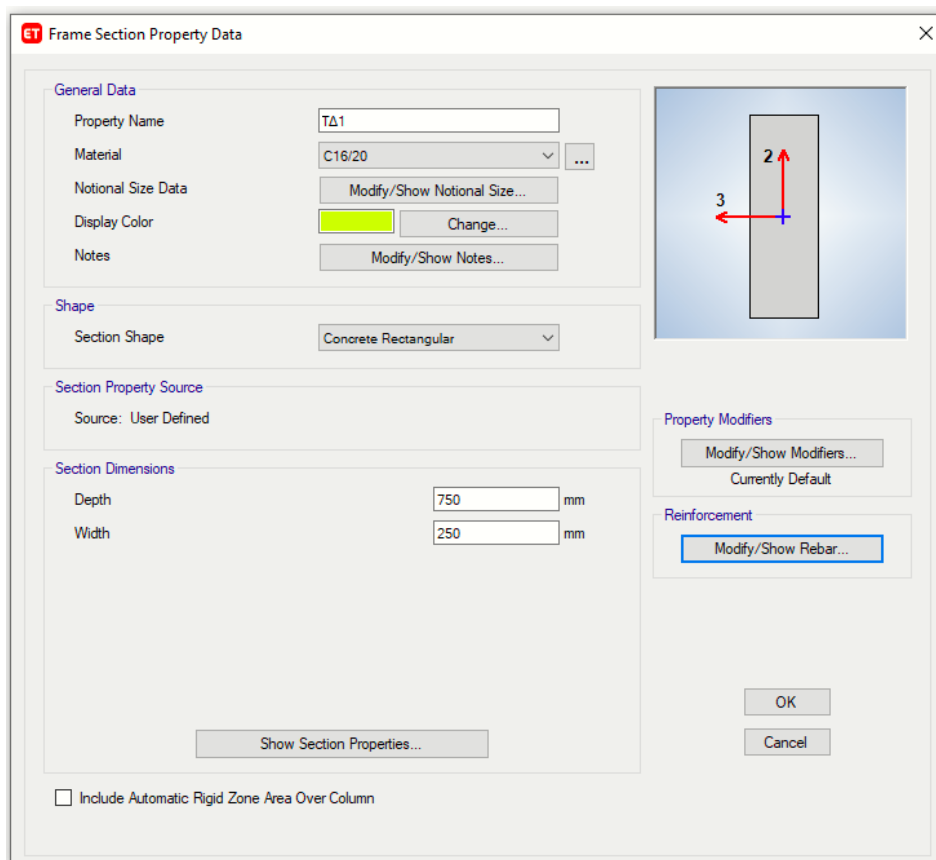 ET Frame Section Property Data
General Data
Property Name TΔ1
Material C16/20 ...
Notional Size Data Modify/Show Notional Size...
Display Color Change...
Notes Modify/Show Notes...
2
3
Shape
Section Shape Concrete Rectangular
Section Property Source
Source: User Defined
Property Modifiers
Modify/Show Modifiers...
Currently Default
Section Dimensions
Depth 750 mm
Width 250 mm
Reinforcement
Modify/Show Rebar...
OK
Cancel
Show Section Properties...
Include Automatic Rigid Zone Area Over Column